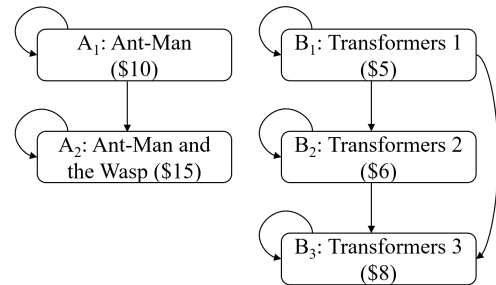 A₁: Ant-Man
($10)
A₂: Ant-Man and
the Wasp ($15)
B₁: Transformers 1
($5)
B₂: Transformers 2
($6)
B₃: Transformers 3
($8)